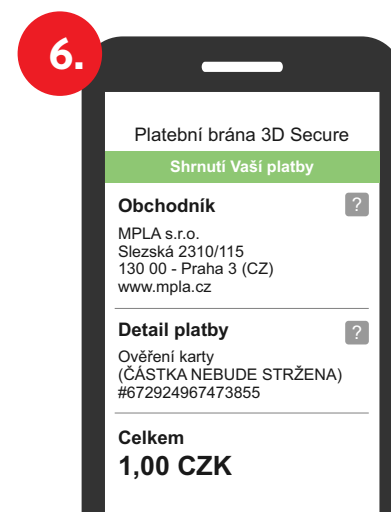 6.
Platební brána 3D Secure
Shrnutí Vaší platby
Obchodník ?
MPLA s.r.o.
Slezská 2310/115
130 00 - Praha 3 (CZ)
www.mpla.cz
Detail platby ?
Ověření karty
(ČÁSTKA NEBUDE STRŽENA)
#672924967473855
Celkem
1,00 CZK